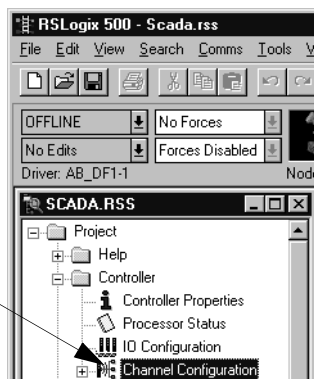 RSLogix 500 - Scada.rss
File Edit View Search Comms Tools
OFFLINE No Forces
No Edits Forces Disabled
Driver: AB_DF1-1 Node
SCADA.RSS
Project
Help
Controller
Controller Properties
Processor Status
IO Configuration
Channel Configuration